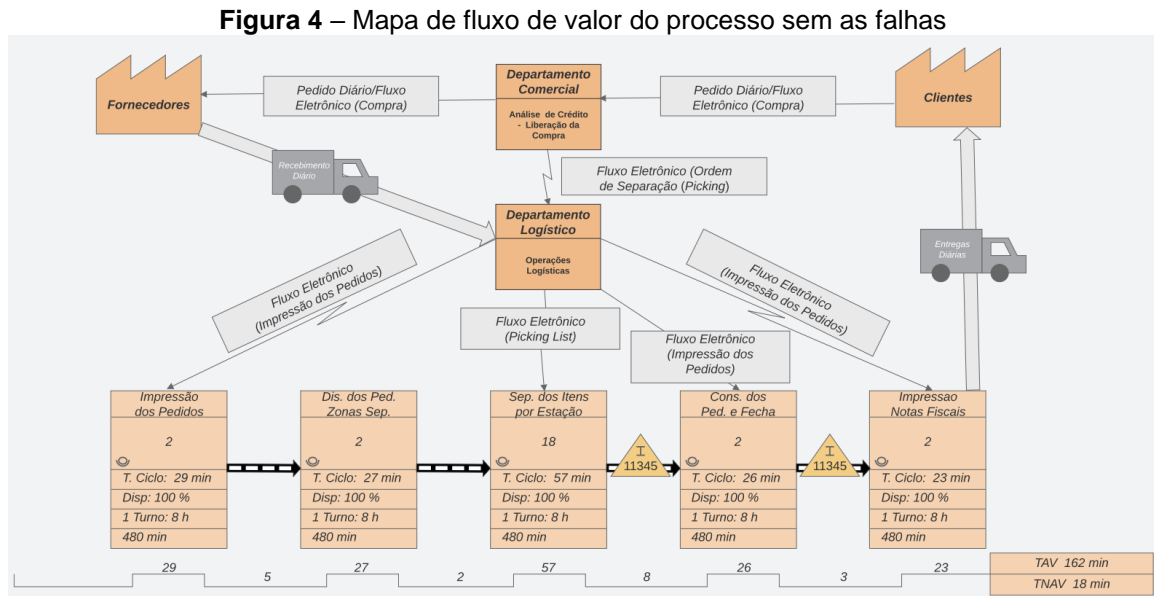 Figura 4 – Mapa de fluxo de valor do processo sem as falhas
Fornecedores
Pedido Diário/Fluxo
Eletrônico (Compra)
Departamento
Comercial
Análise de Crédito
- Liberação da
Compra
Pedido Diário/Fluxo
Eletrônico (Compra)
Clientes
Recebimento
Diário
Fluxo Eletrônico (Ordem
de Separação (Picking)
Departamento
Logístico
Operações
Logísticas
Entregas
Diárias
Fluxo Eletrônico
(Impressão dos Pedidos)
Fluxo Eletrônico
(Picking List)
Fluxo Eletrônico
(Impressão dos
Pedidos)
Fluxo Eletrônico
(Impressão dos Pedidos)
Impressão
dos Pedidos
2
T. Ciclo: 29 min
Disp: 100 %
1 Turno: 8 h
480 min
Dis. dos Ped.
Zonas Sep.
2
T. Ciclo: 27 min
Disp: 100 %
1 Turno: 8 h
480 min
Sep. dos Itens
por Estação
18
T. Ciclo: 57 min
Disp: 100 %
1 Turno: 8 h
480 min
I
11345
Cons. dos
Ped. e Fecha
2
T. Ciclo: 26 min
Disp: 100 %
1 Turno: 8 h
480 min
I
11345
Impressao
Notas Fiscais
2
T. Ciclo: 23 min
Disp: 100 %
1 Turno: 8 h
480 min
29
5
27
2
57
8
26
3
23
TAV 162 min
TNAV 18 min